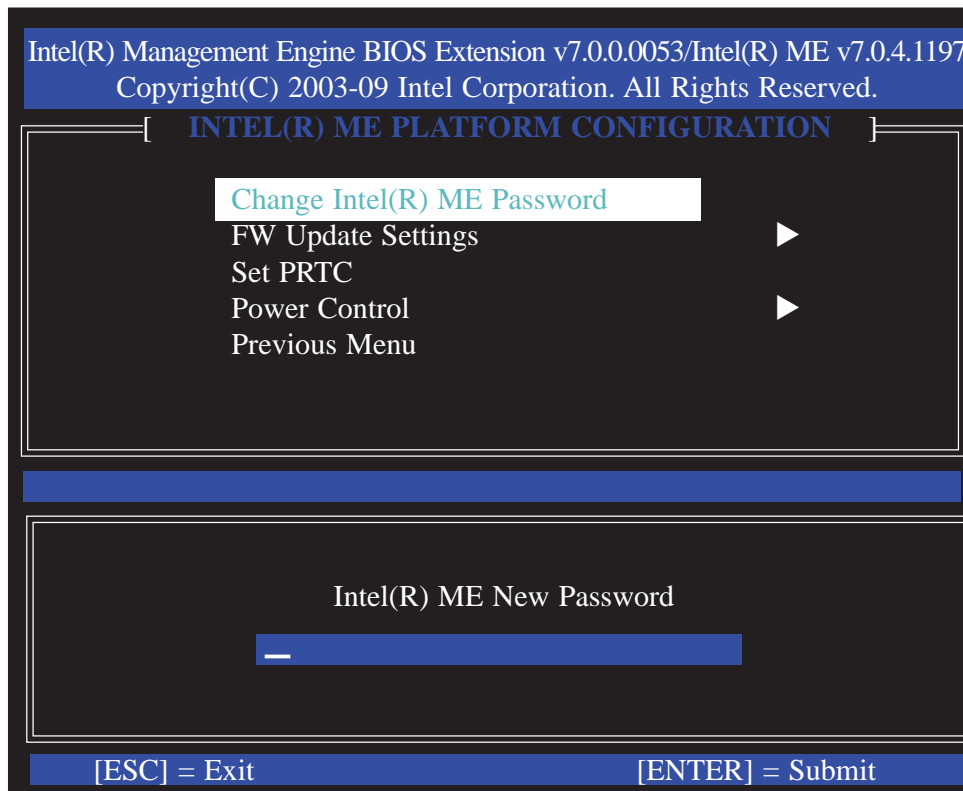 Intel(R) Management Engine BIOS Extension v7.0.0.0053/Intel(R) ME v7.0.4.1197
Copyright(C) 2003-09 Intel Corporation. All Rights Reserved.
[ INTEL(R) ME PLATFORM CONFIGURATION ]
Change Intel(R) ME Password
FW Update Settings
Set PRTC
Power Control
Previous Menu
Intel(R) ME New Password
[ESC] = Exit [ENTER] = Submit